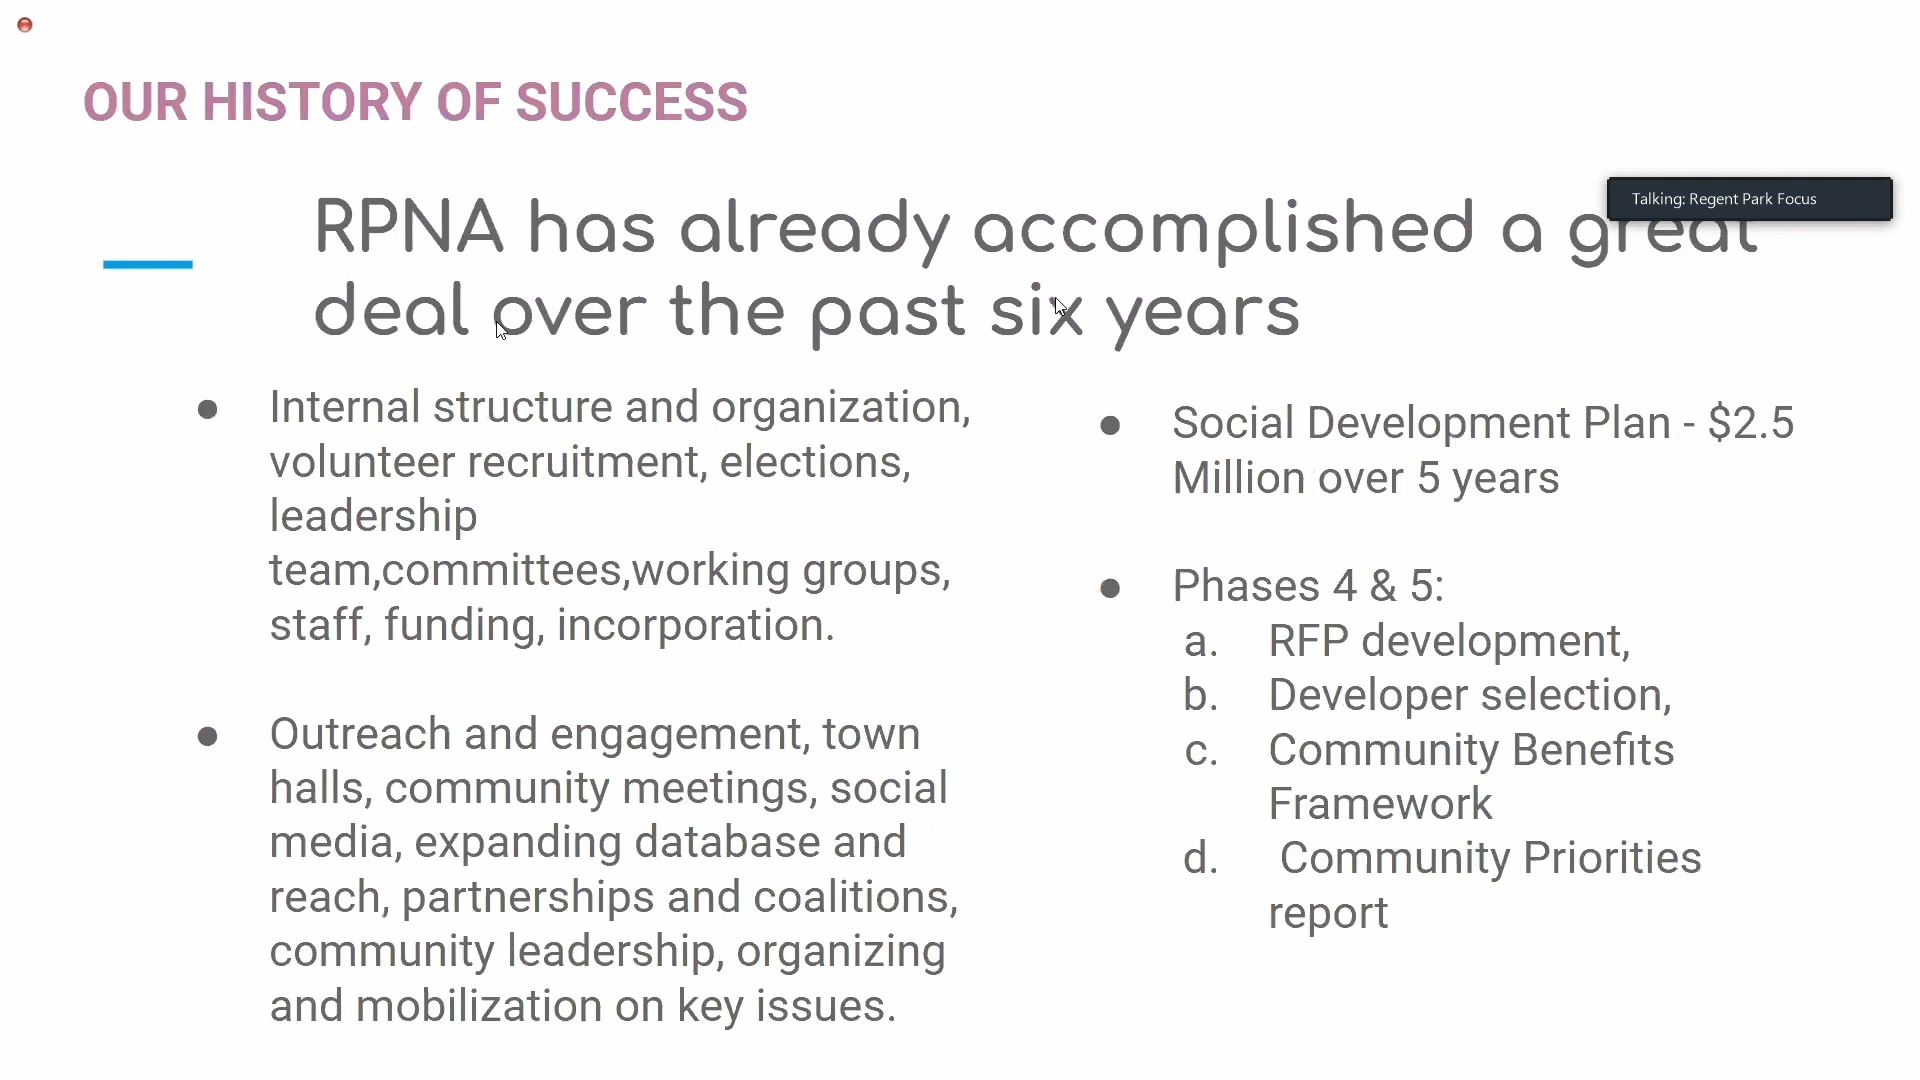 OUR HISTORY OF SUCCESS
Talking: Regent Park Focus
RPNA has already accomplished a great
deal over the past six years
● Internal structure and organization,
volunteer recruitment, elections,
leadership
team,committees,working groups,
staff, funding, incorporation.
● Outreach and engagement, town
halls, community meetings, social
media, expanding database and
reach, partnerships and coalitions,
community leadership, organizing
and mobilization on key issues.
● Social Development Plan - $2.5
Million over 5 years
● Phases 4 & 5:
a. RFP development,
b. Developer selection,
c. Community Benefits
Framework
d. Community Priorities
report